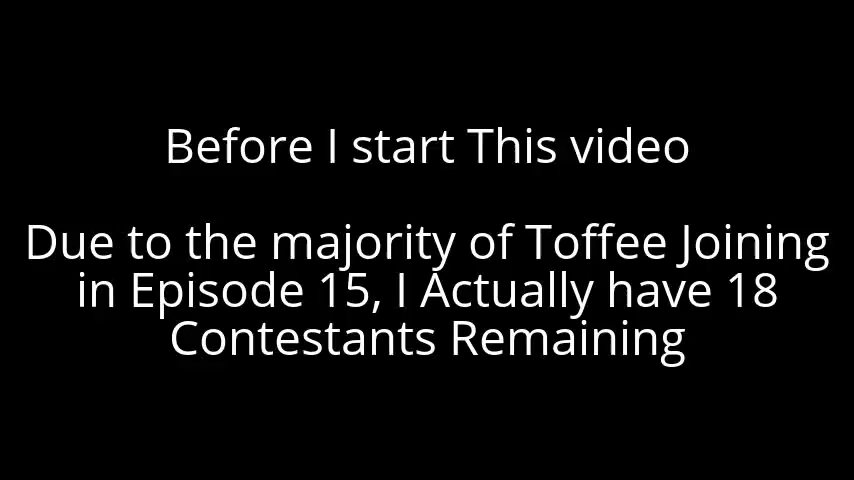 Before I start This video
Due to the majority of Toffee Joining
in Episode 15, I Actually have 18
Contestants Remaining